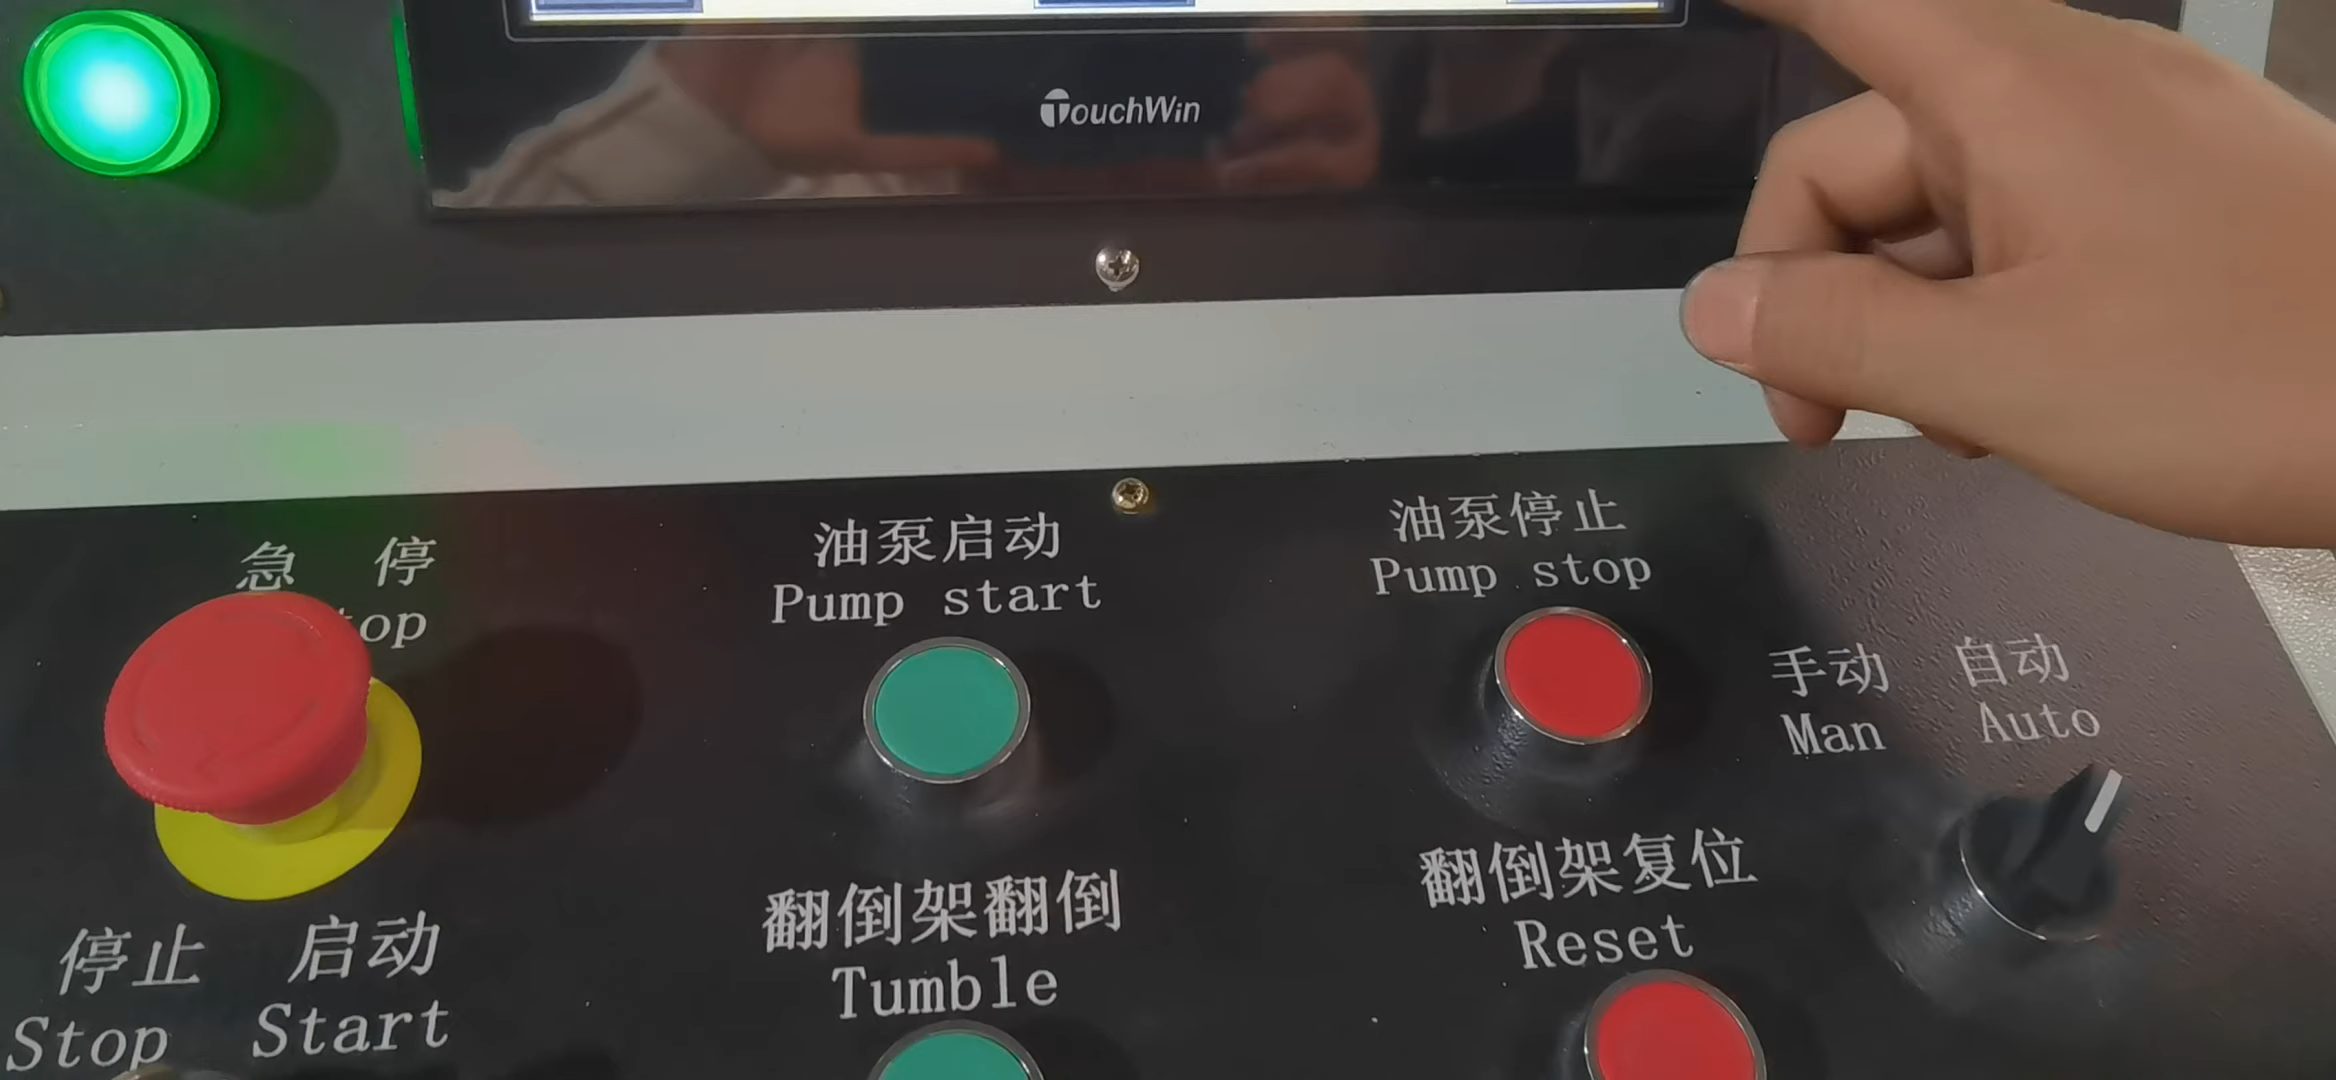 TouchWin
急 停
油泵启动
Pump start
油泵停止
Pump stop
手动 自动
Man Auto
翻倒架翻倒
Tumble
翻倒架复位
Reset
停止 启动
Stop Start